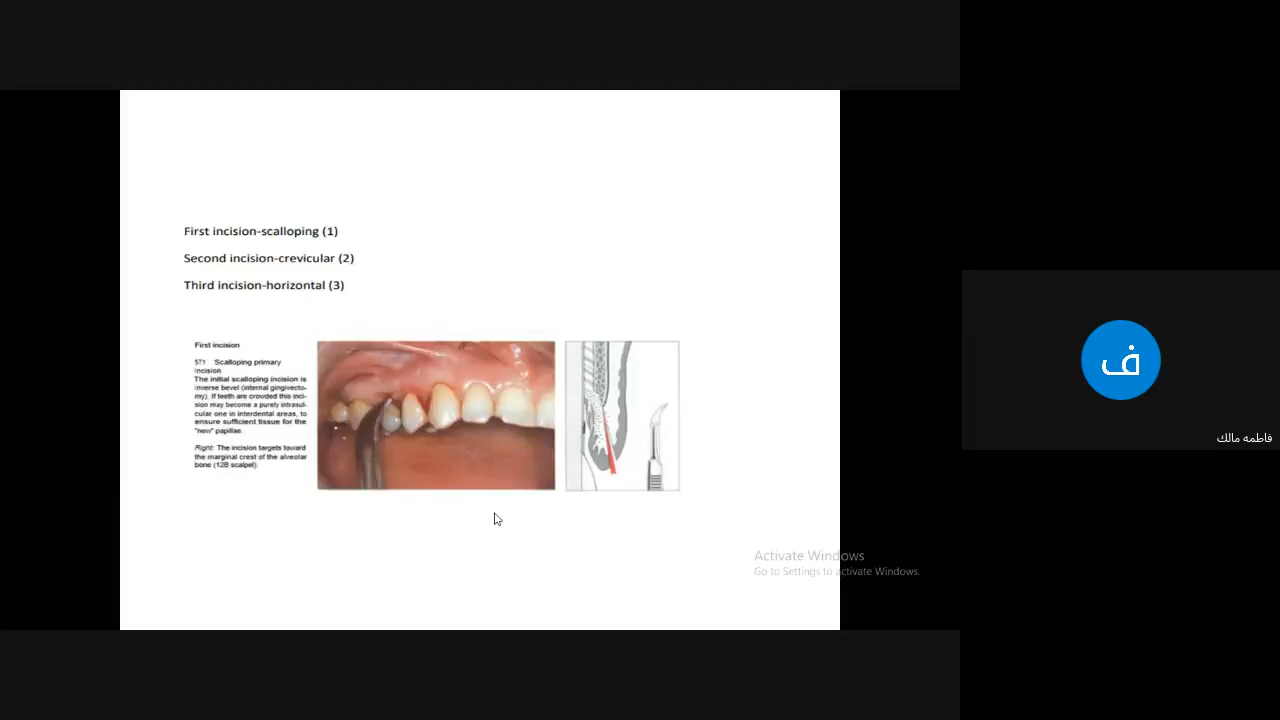 First incision-scalloping (1)
Second incision-crevicular (2)
Third incision-horizontal (3)
First incision
571 Scalloping primary
incision
The initial scalloping incision is
inverse bevel (internal gingivecto-
my). If teeth are crowded this inci-
sion may become a purely intrasul-
cular one in interdental areas, to
ensure sufficient tissue for the
"new" papillae.
Right: The incision targets toward
the marginal crest of the alveolar
bone (12B scalpel).
ف
فاطمه مالك
Activate Windows
Go to Settings to activate Windows.